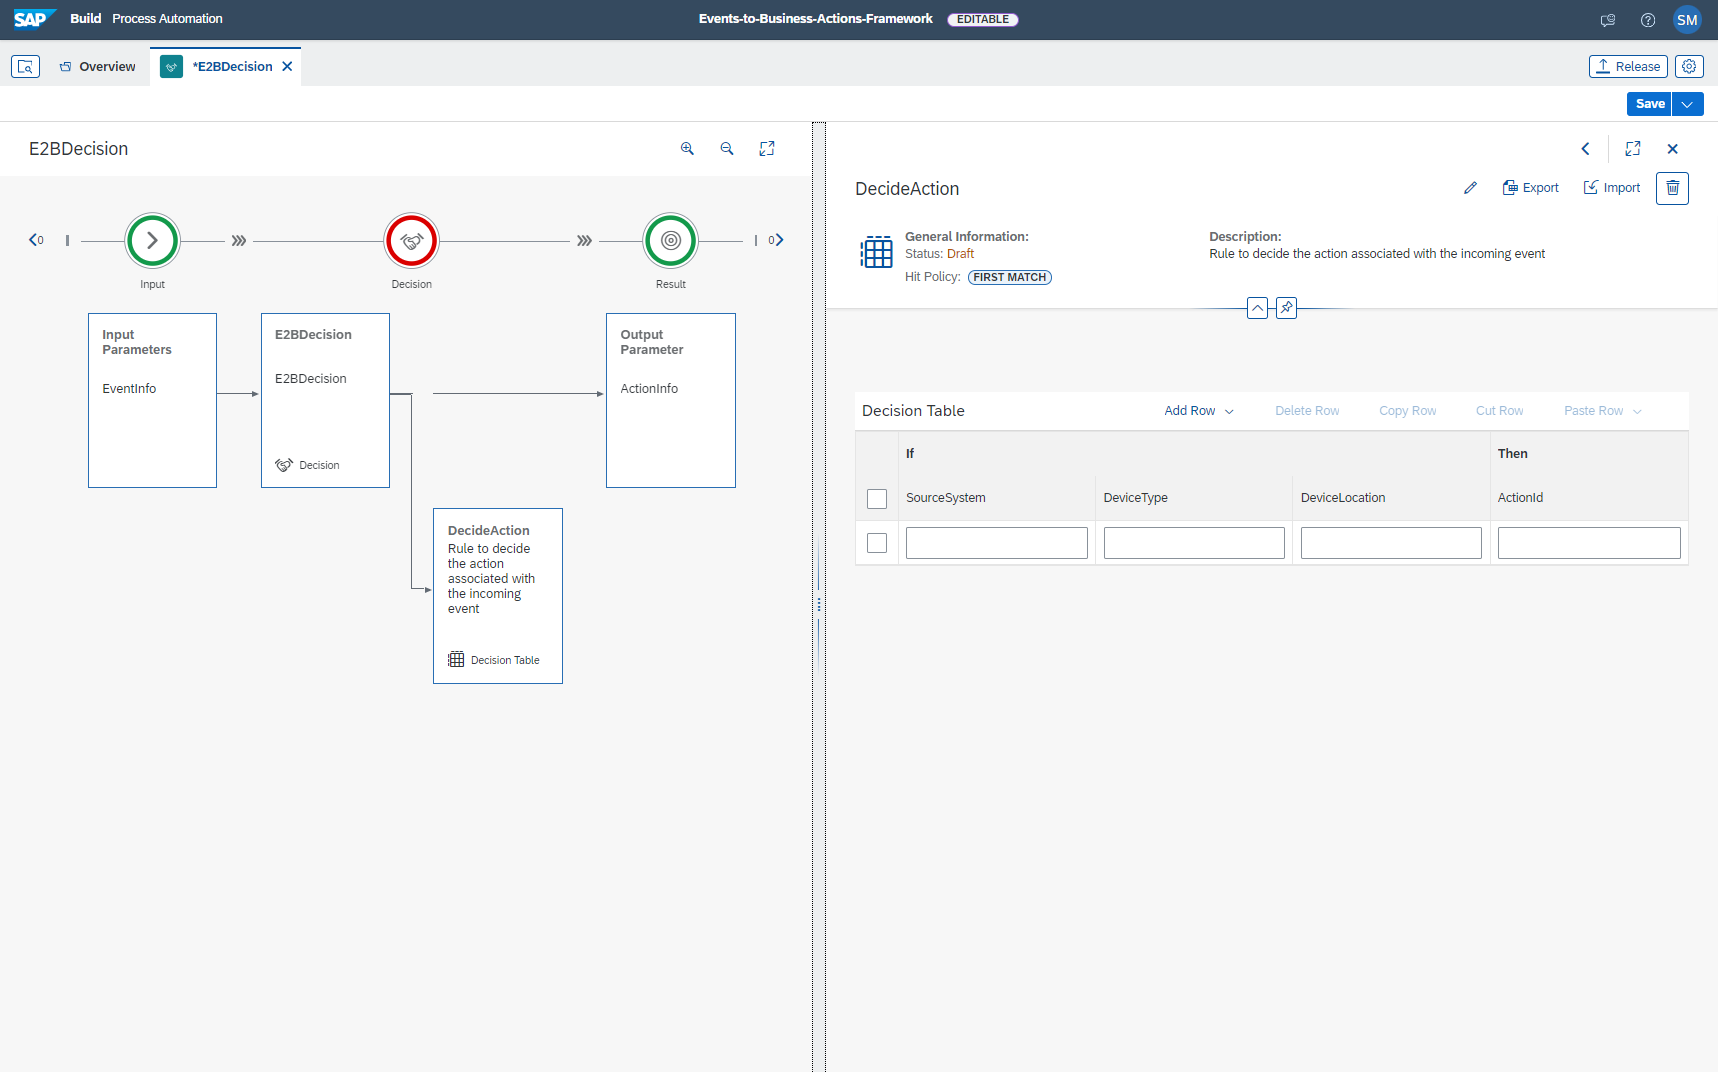 SAP Build Process Automation
Events-to-Business-Actions-Framework EDITABLE
SM
Overview
*E2BDecision
Release
Save
E2BDecision
0
0
Input
Decision
Result
Input
Parameters
EventInfo
E2BDecision
E2BDecision
Decision
Output
Parameter
ActionInfo
DecideAction
Rule to decide
the action
associated with
the incoming
event
Decision Table
DecideAction
Export
Import
General Information:
Status: Draft
Hit Policy: FIRST MATCH
Description:
Rule to decide the action associated with the incoming event
Decision Table
Add Row
Delete Row
Copy Row
Cut Row
Paste Row
If
Then
SourceSystem
DeviceType
DeviceLocation
ActionId